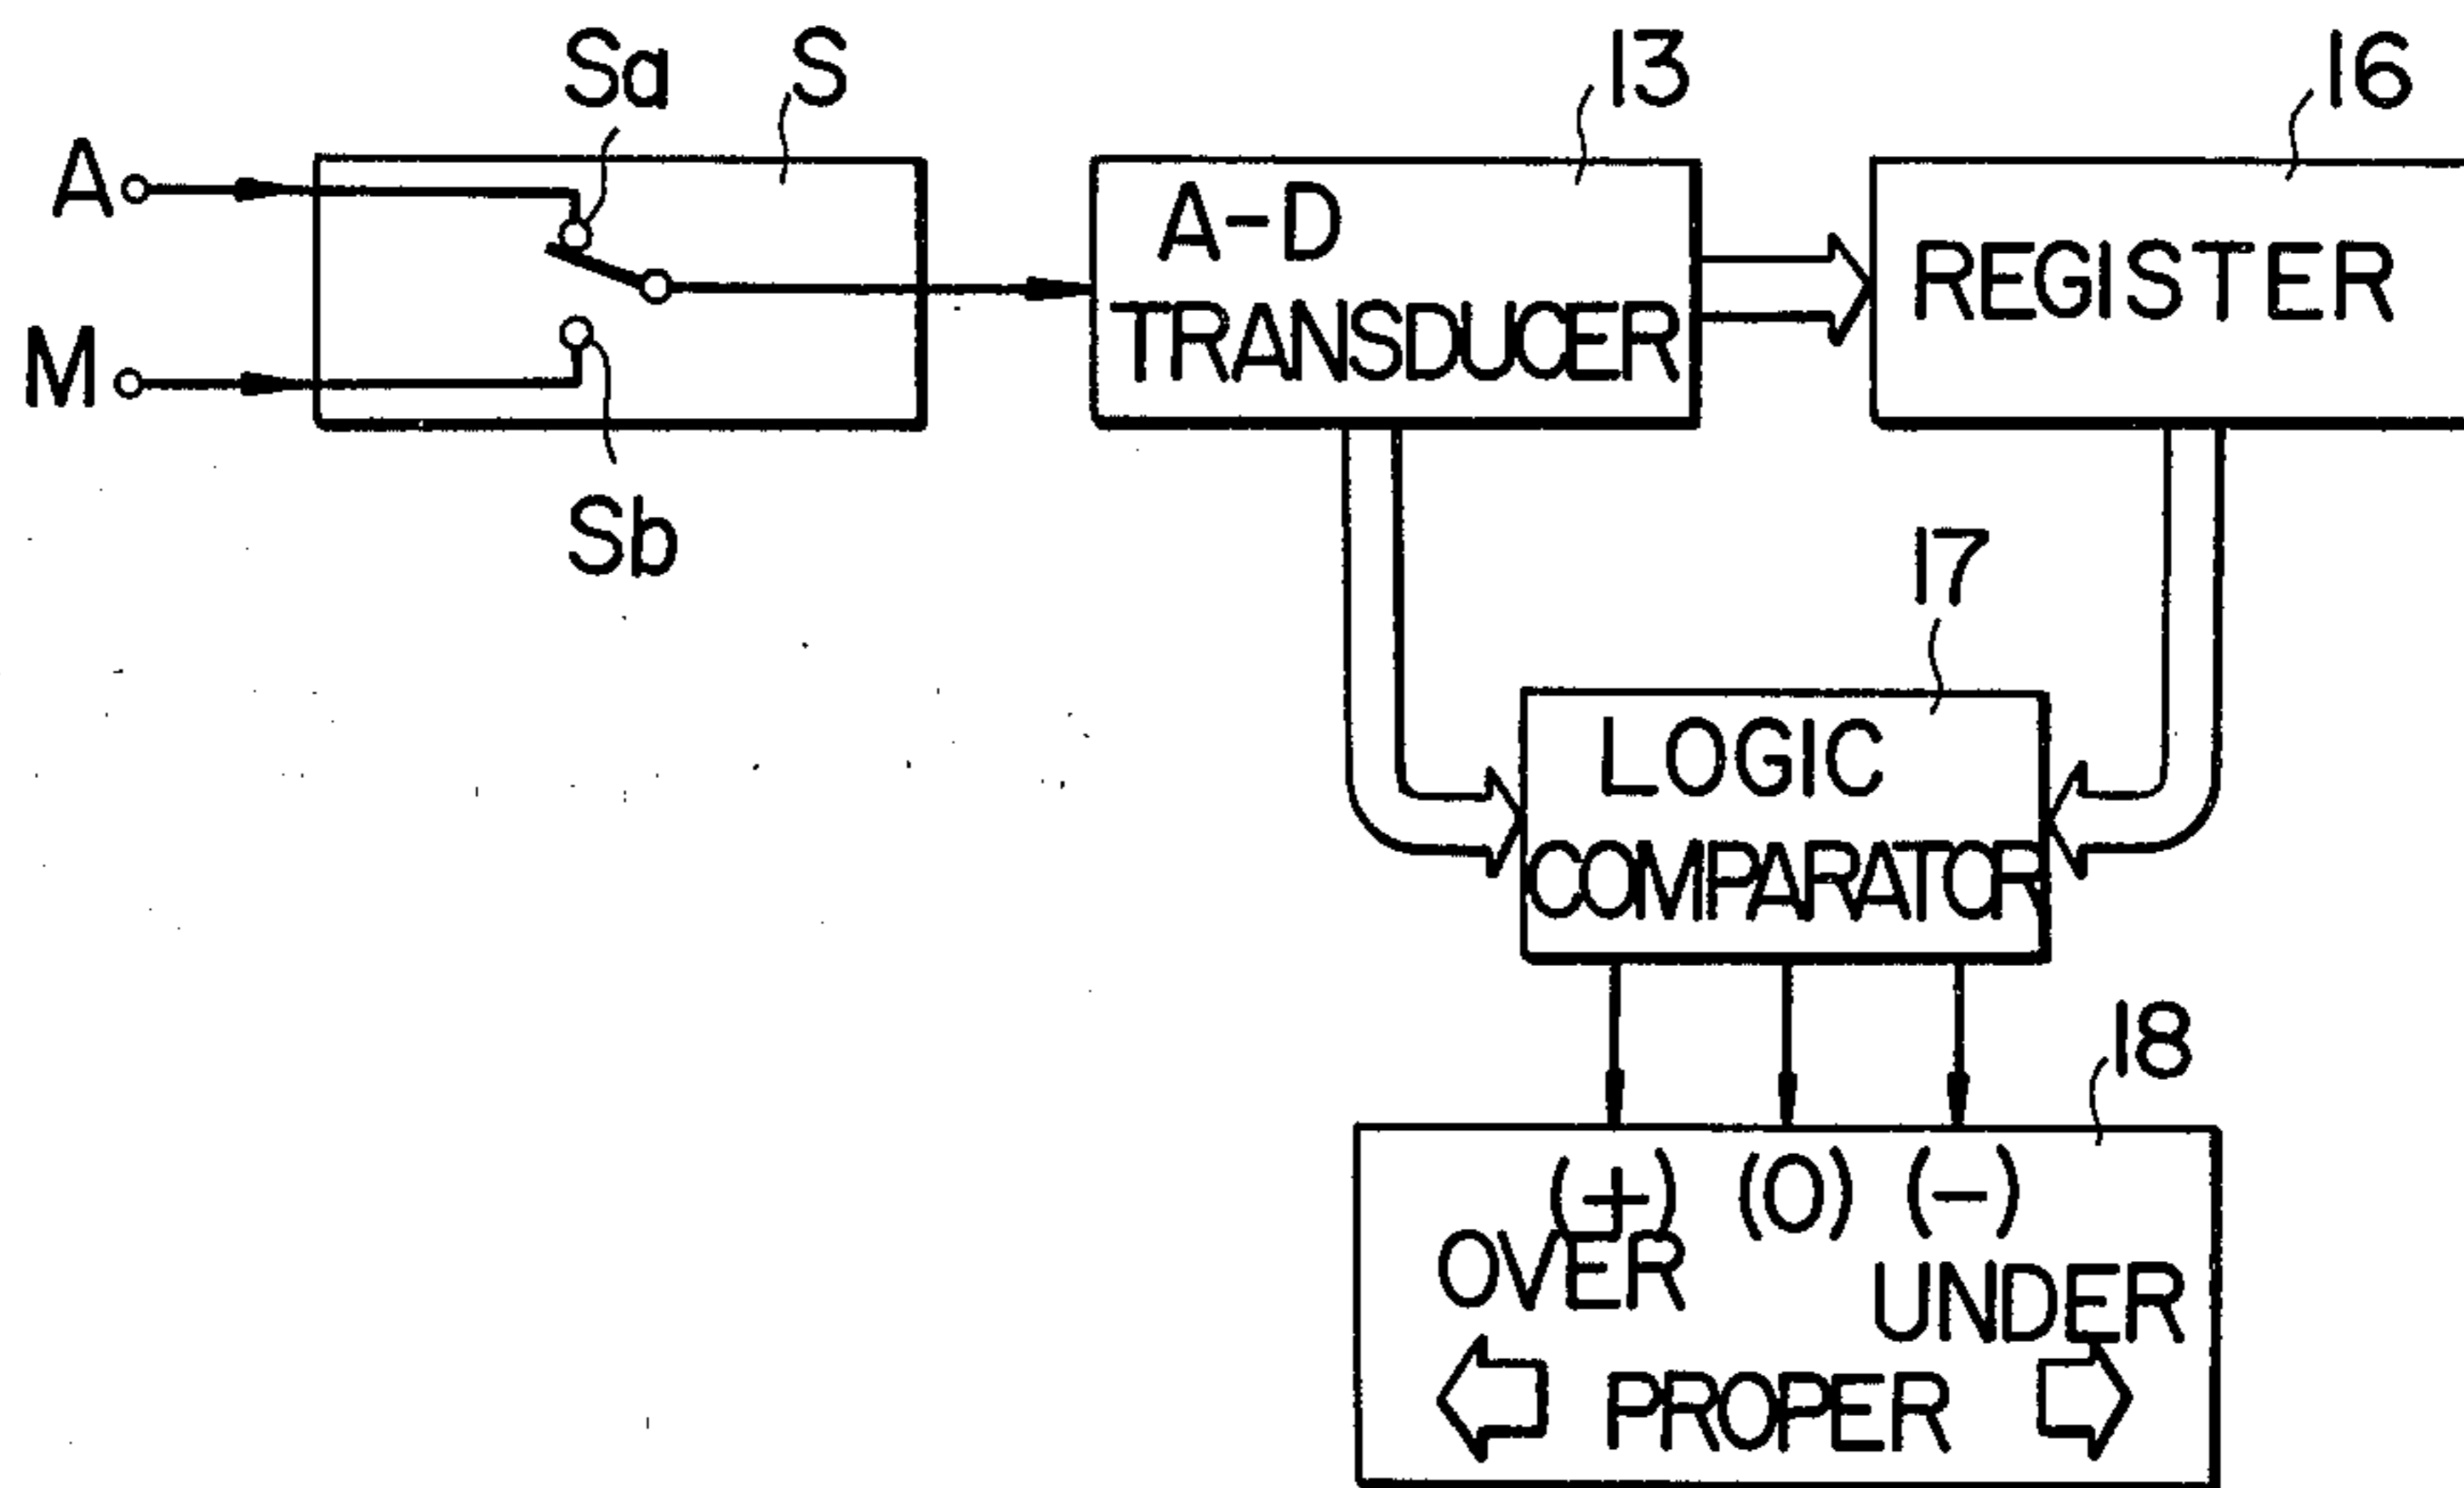 Sa
S
13
16
A
M
A-D
TRANSDUCER
REGISTER
Sb
17
LOGIC
COMPARATOR
18
(+) (0) (-)
OVER
UNDER
PROPER